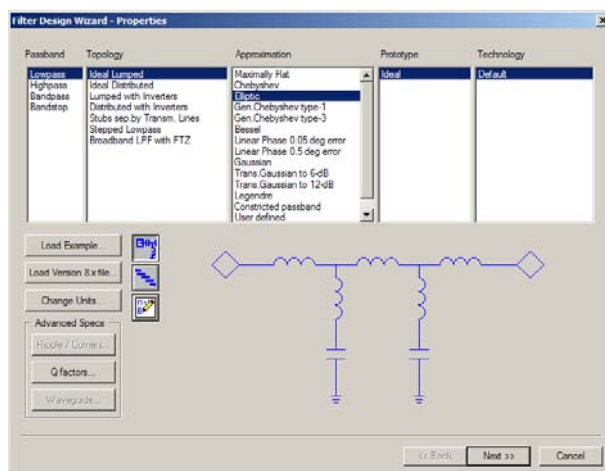 Filter Design Wizard - Properties
Passband Topology Approximation Prototype Technology
Lowpass
Highpass
Bandpass
Bandstop
Ideal Lumped
Ideal Distributed
Lumped with Inverters
Distributed with Inverters
Stubs sep.by Transm. Lines
Stepped Lowpass
Broadband LPF with FTZ
Maximally Flat
Chebyshev
Elliptic
Gen.Chebyshev type-1
Gen.Chebyshev type-3
Bessel
Linear Phase 0.05 deg error
Linear Phase 0.5 deg error
Gaussian
Trans.Gaussian to 6-dB
Trans.Gaussian to 12-dB
Legendre
Constricted passband
User defined
Ideal
Default
Load Example...
Load Version 8.x file...
Change Units...
Advanced Specs
Ripple / Corners...
Q factors...
Waveguide...
<< Back
Next >>
Cancel